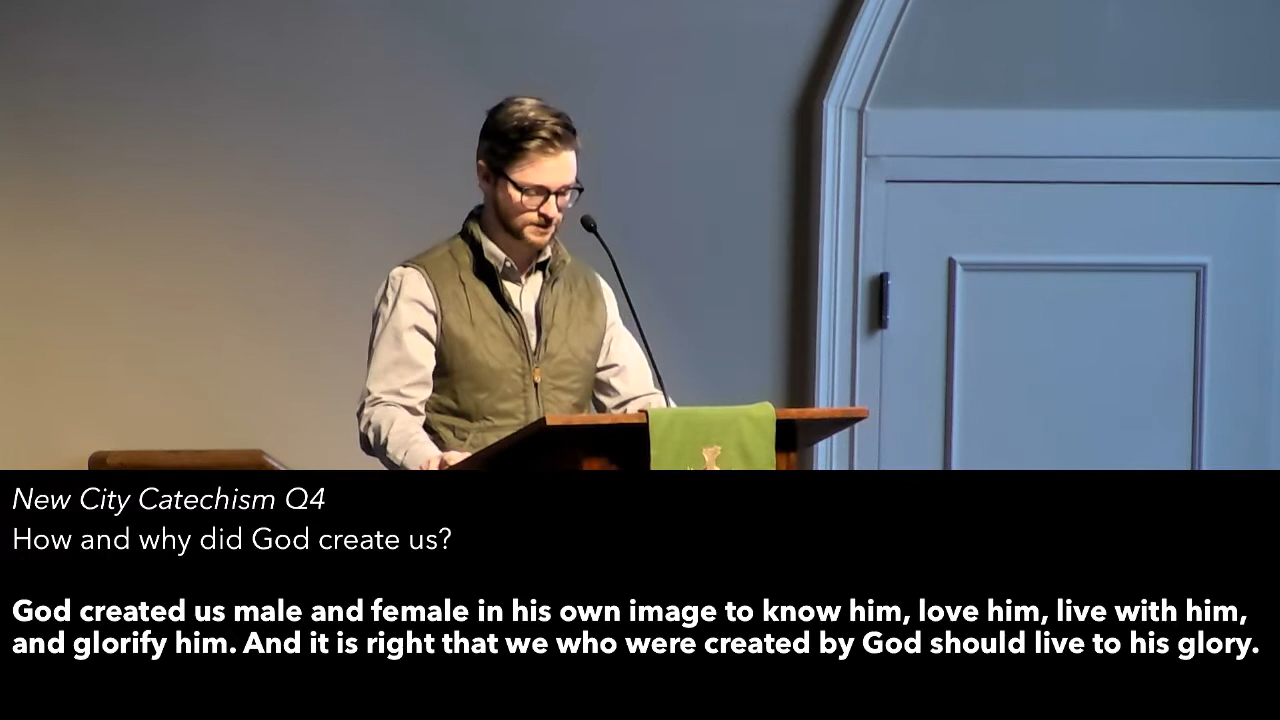 New City Catechism Q4
How and why did God create us?
God created us male and female in his own image to know him, love him, live with him,
and glorify him. And it is right that we who were created by God should live to his glory.